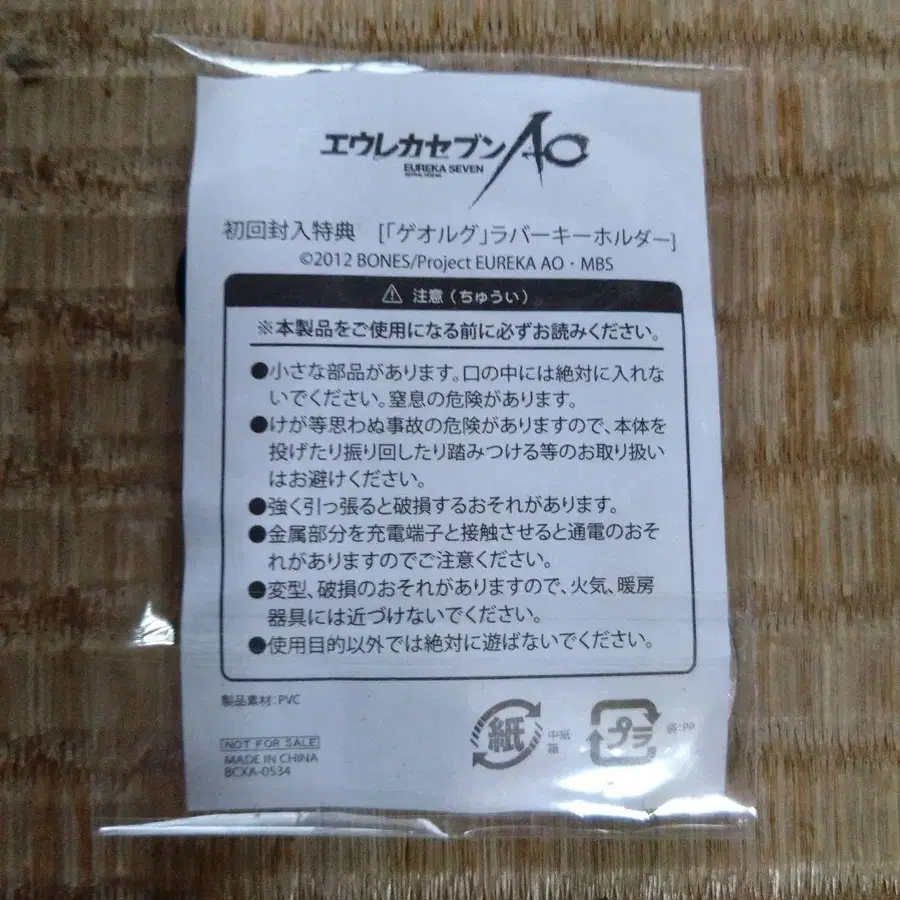 エウレカセブンAO
EUREKA SEVEN
ASTRAL OCEAN
初回封入特典 [「ゲオルグ」ラバーキーホルダー]
©2012 BONES/Project EUREKA AO・MBS
⚠ 注意（ちゅうい）
※本製品をご使用になる前に必ずお読みください。
●小さな部品があります。口の中には絶対に入れな
いでください。窒息の危険があります。
●けが等思わぬ事故の危険がありますので、本体を
投げたり振り回したり踏みつける等のお取り扱い
はお避けください。
●強く引っ張ると破損するおそれがあります。
●金属部分を充電端子と接触させると通電のおそ
れがありますのでご注意ください。
●変型、破損のおそれがありますので、火気、暖房
器具には近づけないでください。
●使用目的以外では絶対に遊ばないでください。
製品素材：PVC
NOT FOR SALE
MADE IN CHINA
BCXA-0534
紙
中紙
箱
プラ
袋：PP